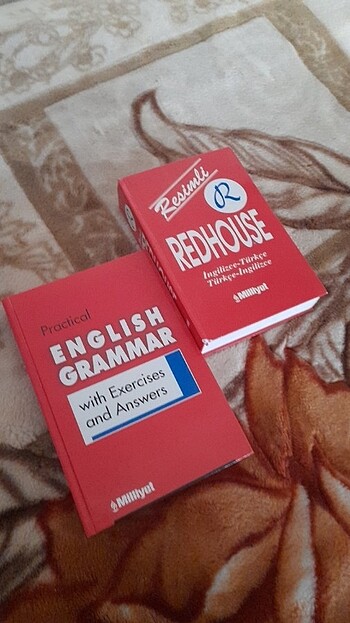 Resimli
R
REDHOUSE
İngilizce-Türkçe
Türkçe-İngilizce
Milliyet
Practical
ENGLISH
GRAMMAR
with Exercises
and Answers
Milliyet